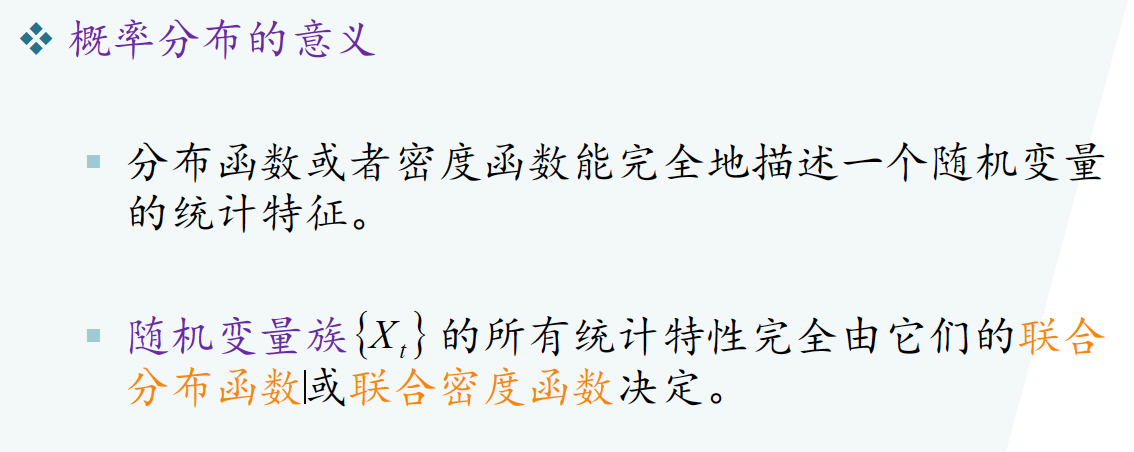 概率分布的意义
分布函数或者密度函数能完全地描述一个随机变量
的统计特征。
随机变量族{Xₜ}的所有统计特性完全由它们的联合
分布函数或联合密度函数决定。